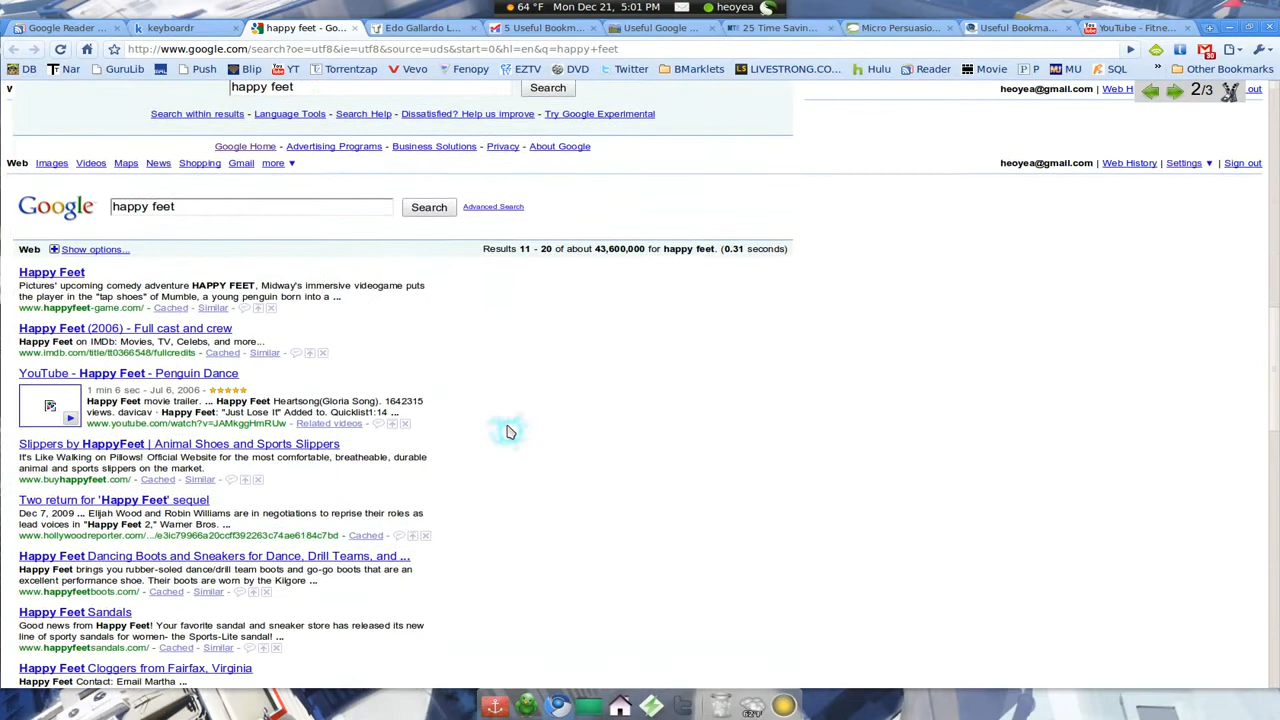 64 °F Mon Dec 21, 5:01 PM heoyea
Google Reader ... keyboardr happy feet - Go... Edo Gallardo L... 5 Useful Bookm... Useful Google ... 25 Time Savin... Micro Persuasio... Useful Bookma... YouTube - Fitne...
http://www.google.com/search?oe=utf8&ie=utf8&source=uds&start=0&hl=en&q=happy+feet
DB Nar GuruLib Push Blip YT Torrentzap Vevo Fenopy EZTV DVD Twitter BMarklets LIVESTRONG.CO... Hulu Reader Movie P MU SQL » Other Bookmarks
happy feet Search heoyea@gmail.com | Web H out 2/3
Search within results - Language Tools - Search Help - Dissatisfied? Help us improve - Try Google Experimental
Google Home - Advertising Programs - Business Solutions - Privacy - About Google
Web Images Videos Maps News Shopping Gmail more ▼ heoyea@gmail.com | Web History | Settings ▼ | Sign out
Google happy feet Search Advanced Search
Web Show options... Results 11 - 20 of about 43,600,000 for happy feet. (0.31 seconds)
Happy Feet
Pictures' upcoming comedy adventure HAPPY FEET, Midway's immersive videogame puts
the player in the "tap shoes" of Mumble, a young penguin born into a ...
www.happyfeet-game.com/ - Cached - Similar -
Happy Feet (2006) - Full cast and crew
Happy Feet on IMDb: Movies, TV, Celebs, and more...
www.imdb.com/title/tt0366548/fullcredits - Cached - Similar -
YouTube - Happy Feet - Penguin Dance
1 min 6 sec - Jul 6, 2006 -
Happy Feet movie trailer. ... Happy Feet Heartsong(Gloria Song). 1642315
views. davicav · Happy Feet: "Just Lose It" Added to. Quicklist1:14 ...
www.youtube.com/watch?v=JAMkggHmRUw - Related videos -
Slippers by HappyFeet | Animal Shoes and Sports Slippers
It's Like Walking on Pillows! Official Website for the most comfortable, breatheable, durable
animal and sports slippers on the market.
www.buyhappyfeet.com/ - Cached - Similar -
Two return for 'Happy Feet' sequel
Dec 7, 2009 ... Elijah Wood and Robin Williams are in negotiations to reprise their roles as
lead voices in "Happy Feet 2," Warner Bros. ...
www.hollywoodreporter.com/.../e3ic79966a20ccff392263c74ae6184c7bd - Cached -
Happy Feet Dancing Boots and Sneakers for Dance, Drill Teams, and ...
Happy Feet brings you rubber-soled dance/drill team boots and go-go boots that are an
excellent performance shoe. Their boots are worn by the Kilgore ...
www.happyfeetboots.com/ - Cached - Similar -
Happy Feet Sandals
Good news from Happy Feet! Your favorite sandal and sneaker store has released its new
line of sporty sandals for women- the Sports-Lite sandal! ...
www.happyfeetsandals.com/ - Cached - Similar -
Happy Feet Cloggers from Fairfax, Virginia
Happy Feet Contact: Email Martha ...
62°F